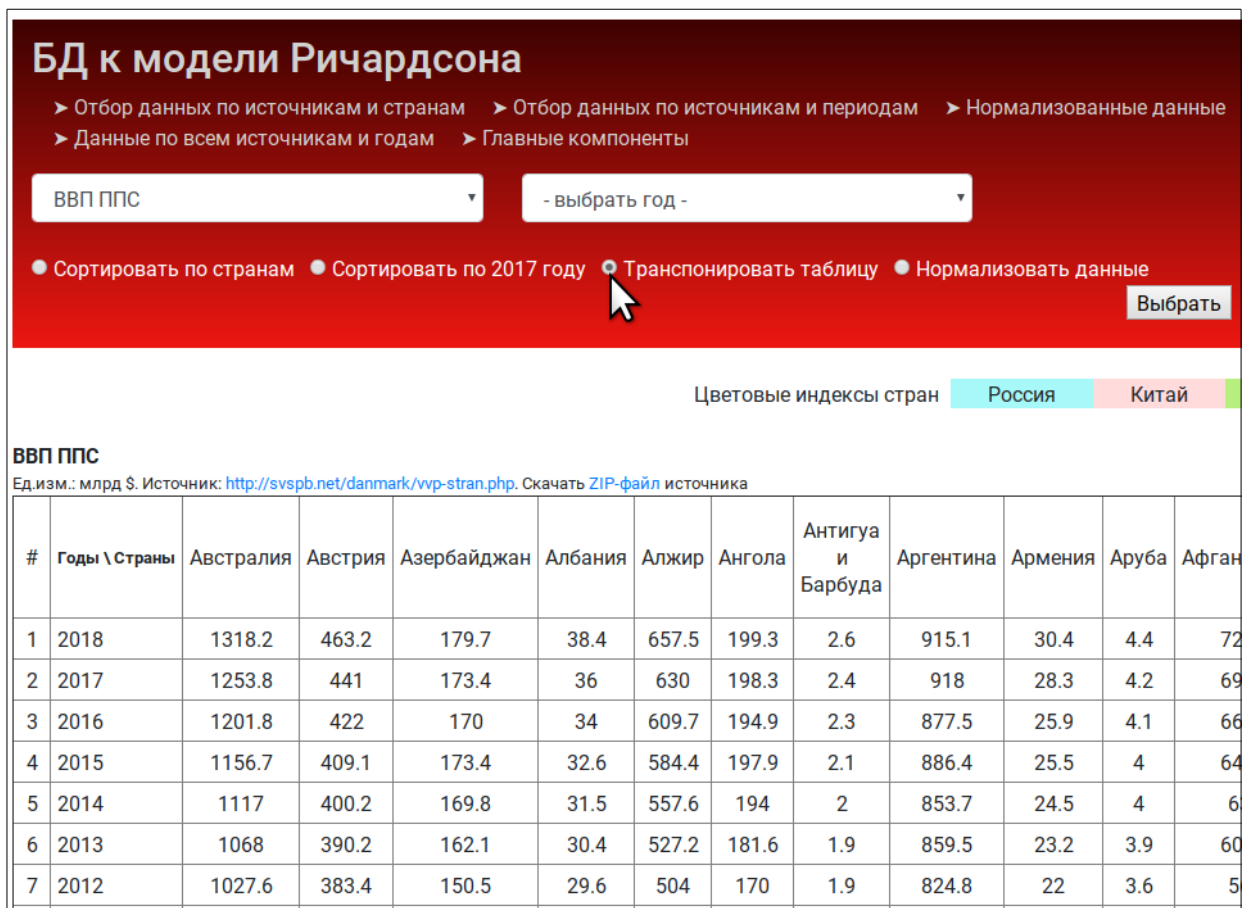 БД к модели Ричардсона
➤ Отбор данных по источникам и странам ➤ Отбор данных по источникам и периодам ➤ Нормализованные данные
➤ Данные по всем источникам и годам ➤ Главные компоненты
ВВП ППС - выбрать год -
Сортировать по странам Сортировать по 2017 году Транспонировать таблицу Нормализовать данные
Выбрать
Цветовые индексы стран Россия Китай
ВВП ППС
Ед.изм.: млрд $. Источник: http://svspb.net/danmark/vvp-stran.php. Скачать ZIP-файл источника
# Годы \ Страны Австралия Австрия Азербайджан Албания Алжир Ангола Антигуа и Барбуда Аргентина Армения Аруба
1 2018 1318.2 463.2 179.7 38.4 657.5 199.3 2.6 915.1 30.4 4.4
2 2017 1253.8 441 173.4 36 630 198.3 2.4 918 28.3 4.2
3 2016 1201.8 422 170 34 609.7 194.9 2.3 877.5 25.9 4.1
4 2015 1156.7 409.1 173.4 32.6 584.4 197.9 2.1 886.4 25.5 4
5 2014 1117 400.2 169.8 31.5 557.6 194 2 853.7 24.5 4
6 2013 1068 390.2 162.1 30.4 527.2 181.6 1.9 859.5 23.2 3.9
7 2012 1027.6 383.4 150.5 29.6 504 170 1.9 824.8 22 3.6